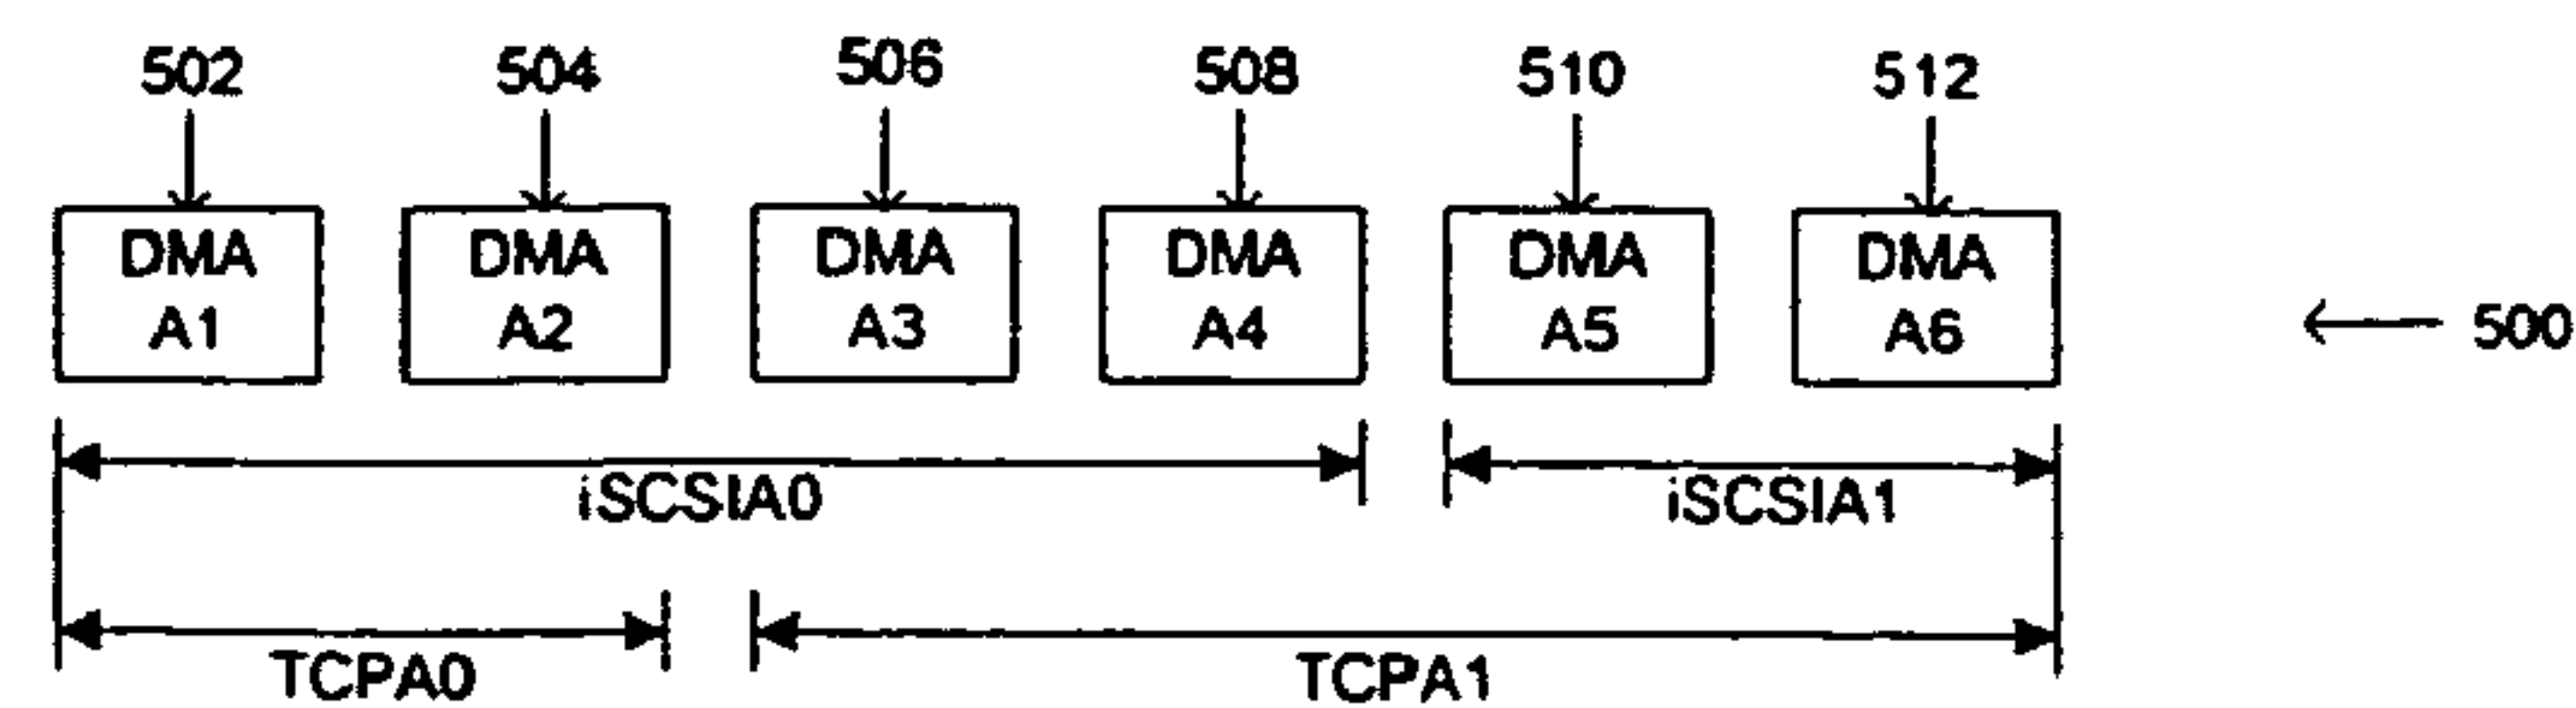 502 504 506 508 510 512
DMA DMA DMA DMA DMA DMA
A1 A2 A3 A4 A5 A6
500
iSCSIA0 iSCSIA1
TCPA0 TCPA1